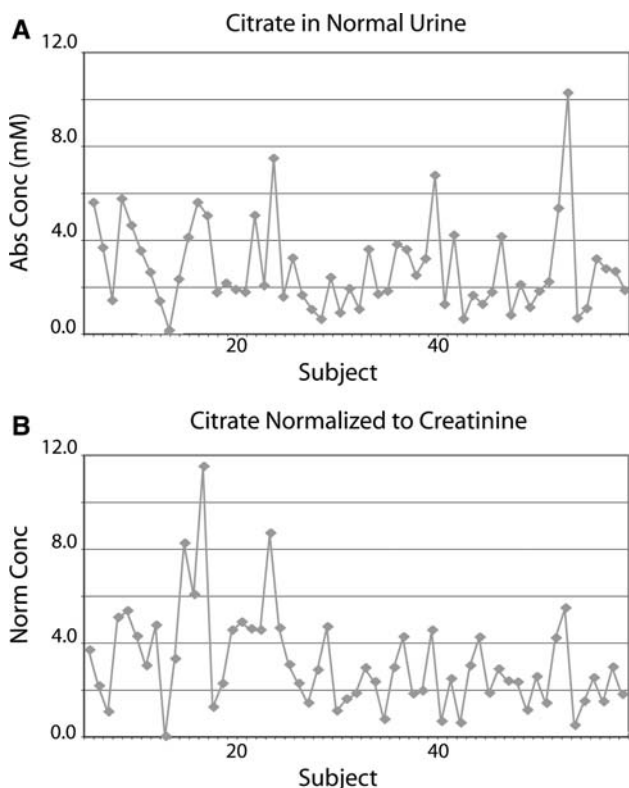 A
Citrate in Normal Urine
12.0
8.0
4.0
0.0
Abs Conc (mM)
20
40
Subject
B
Citrate Normalized to Creatinine
12.0
8.0
4.0
0.0
Norm Conc
20
40
Subject